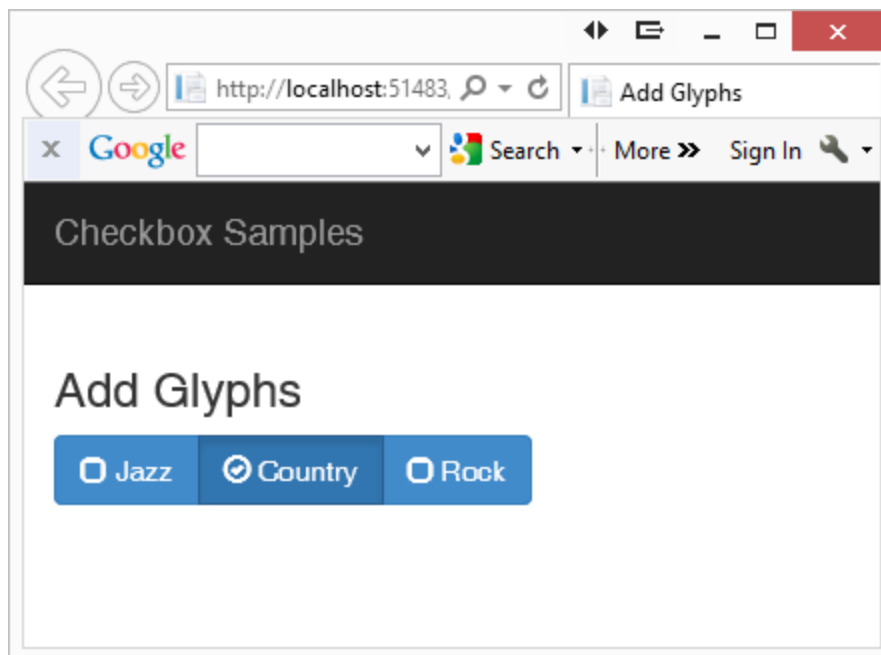 http://localhost:51483, Add Glyphs
x Google Search More » Sign In
Checkbox Samples
Add Glyphs
Jazz Country Rock